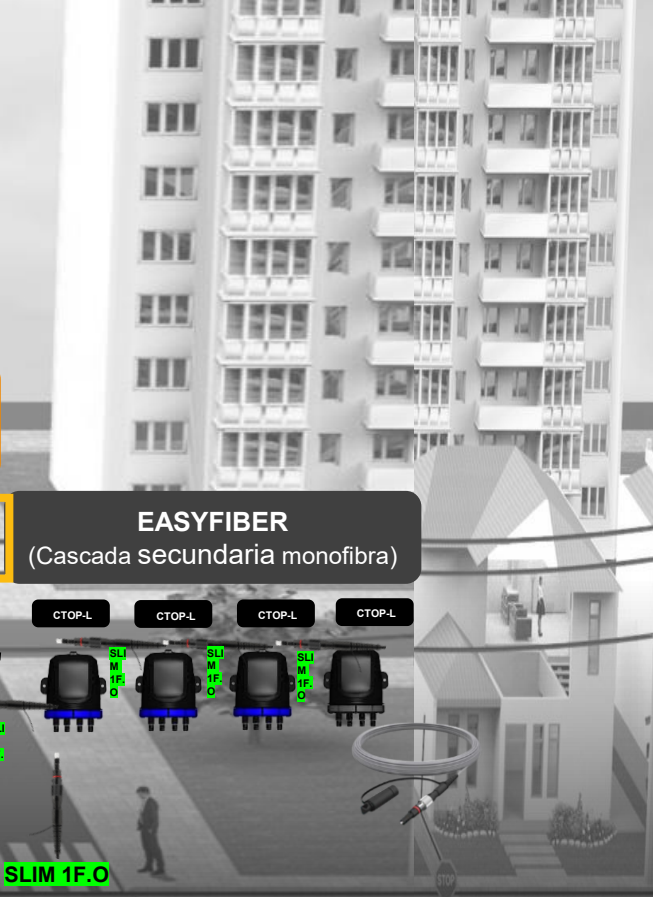 EASYFIBER
(Cascada secundaria monofibra)
CTOP-L
CTOP-L
CTOP-L
CTOP-L
SLI
M
1F.
O
SLI
M
1F.
O
SLI
M
1F.
O
SLIM 1F.O
STOP